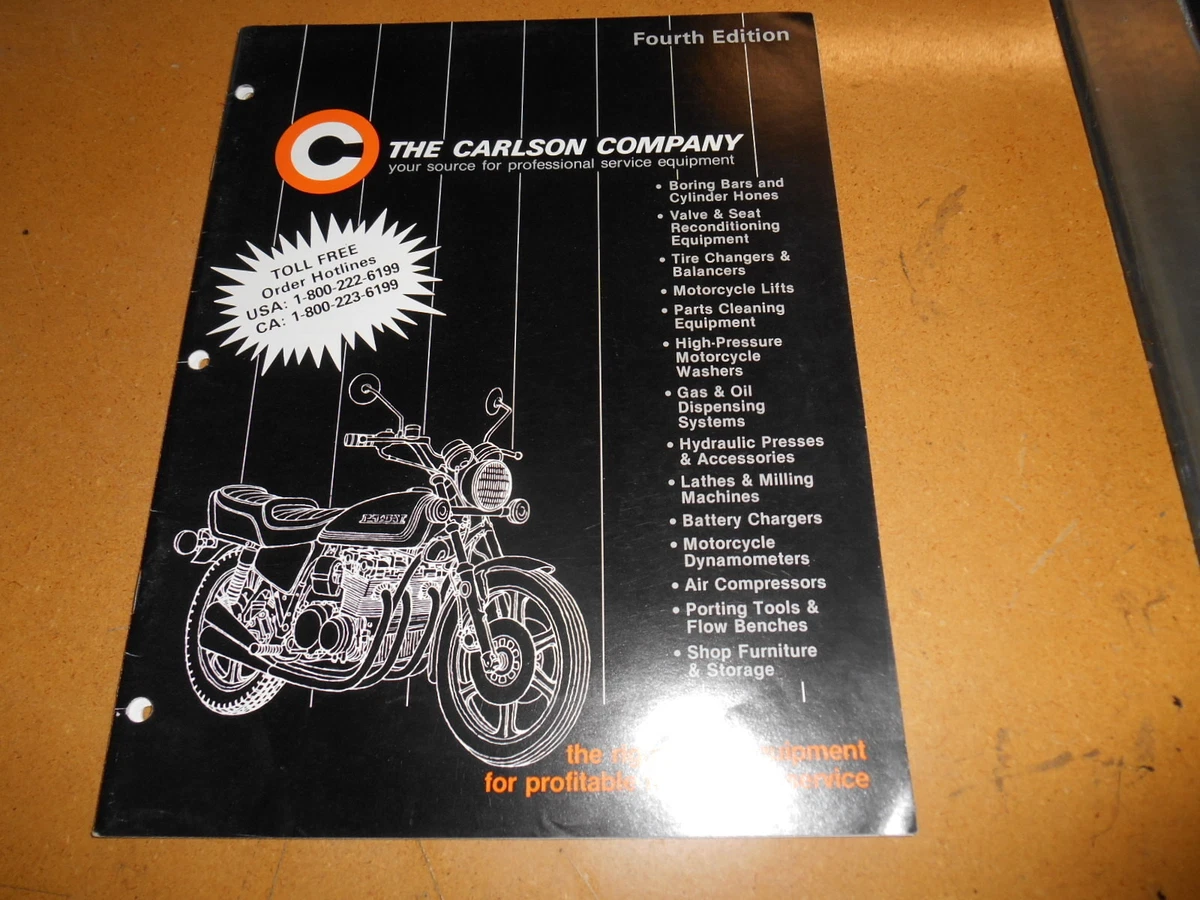 Fourth Edition
THE CARLSON COMPANY
your source for professional service equipment
TOLL FREE
Order Hotlines
USA: 1-800-222-6199
CA: 1-800-223-6199
• Boring Bars and
Cylinder Hones
• Valve & Seat
Reconditioning
Equipment
• Tire Changers &
Balancers
• Motorcycle Lifts
• Parts Cleaning
Equipment
• High-Pressure
Motorcycle
Washers
• Gas & Oil
Dispensing
Systems
• Hydraulic Presses
& Accessories
• Lathes & Milling
Machines
• Battery Chargers
• Motorcycle
Dynamometers
• Air Compressors
• Porting Tools &
Flow Benches
• Shop Furniture
& Storage
the equipment
for profitable service